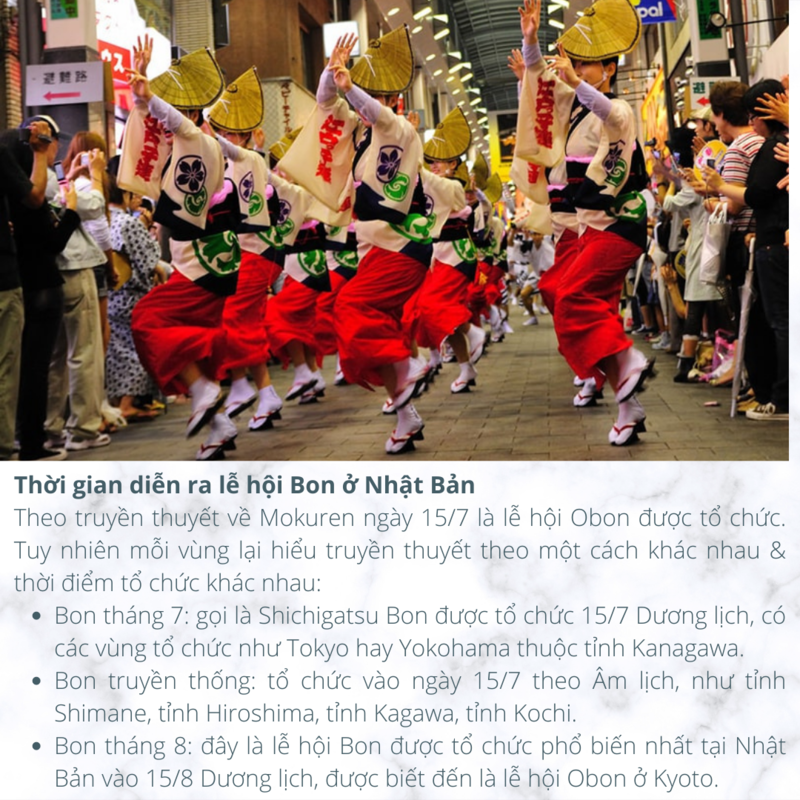 避難路
pal
避
Thời gian diễn ra lễ hội Bon ở Nhật Bản
Theo truyền thuyết về Mokuren ngày 15/7 là lễ hội Obon được tổ chức.
Tuy nhiên mỗi vùng lại hiểu truyền thuyết theo một cách khác nhau &
thời điểm tổ chức khác nhau:
• Bon tháng 7: gọi là Shichigatsu Bon được tổ chức 15/7 Dương lịch, có
các vùng tổ chức như Tokyo hay Yokohama thuộc tỉnh Kanagawa.
• Bon truyền thống: tổ chức vào ngày 15/7 theo Âm lịch, như tỉnh
Shimane, tỉnh Hiroshima, tỉnh Kagawa, tỉnh Kochi.
• Bon tháng 8: đây là lễ hội Bon được tổ chức phổ biến nhất tại Nhật
Bản vào 15/8 Dương lịch, được biết đến là lễ hội Obon ở Kyoto.